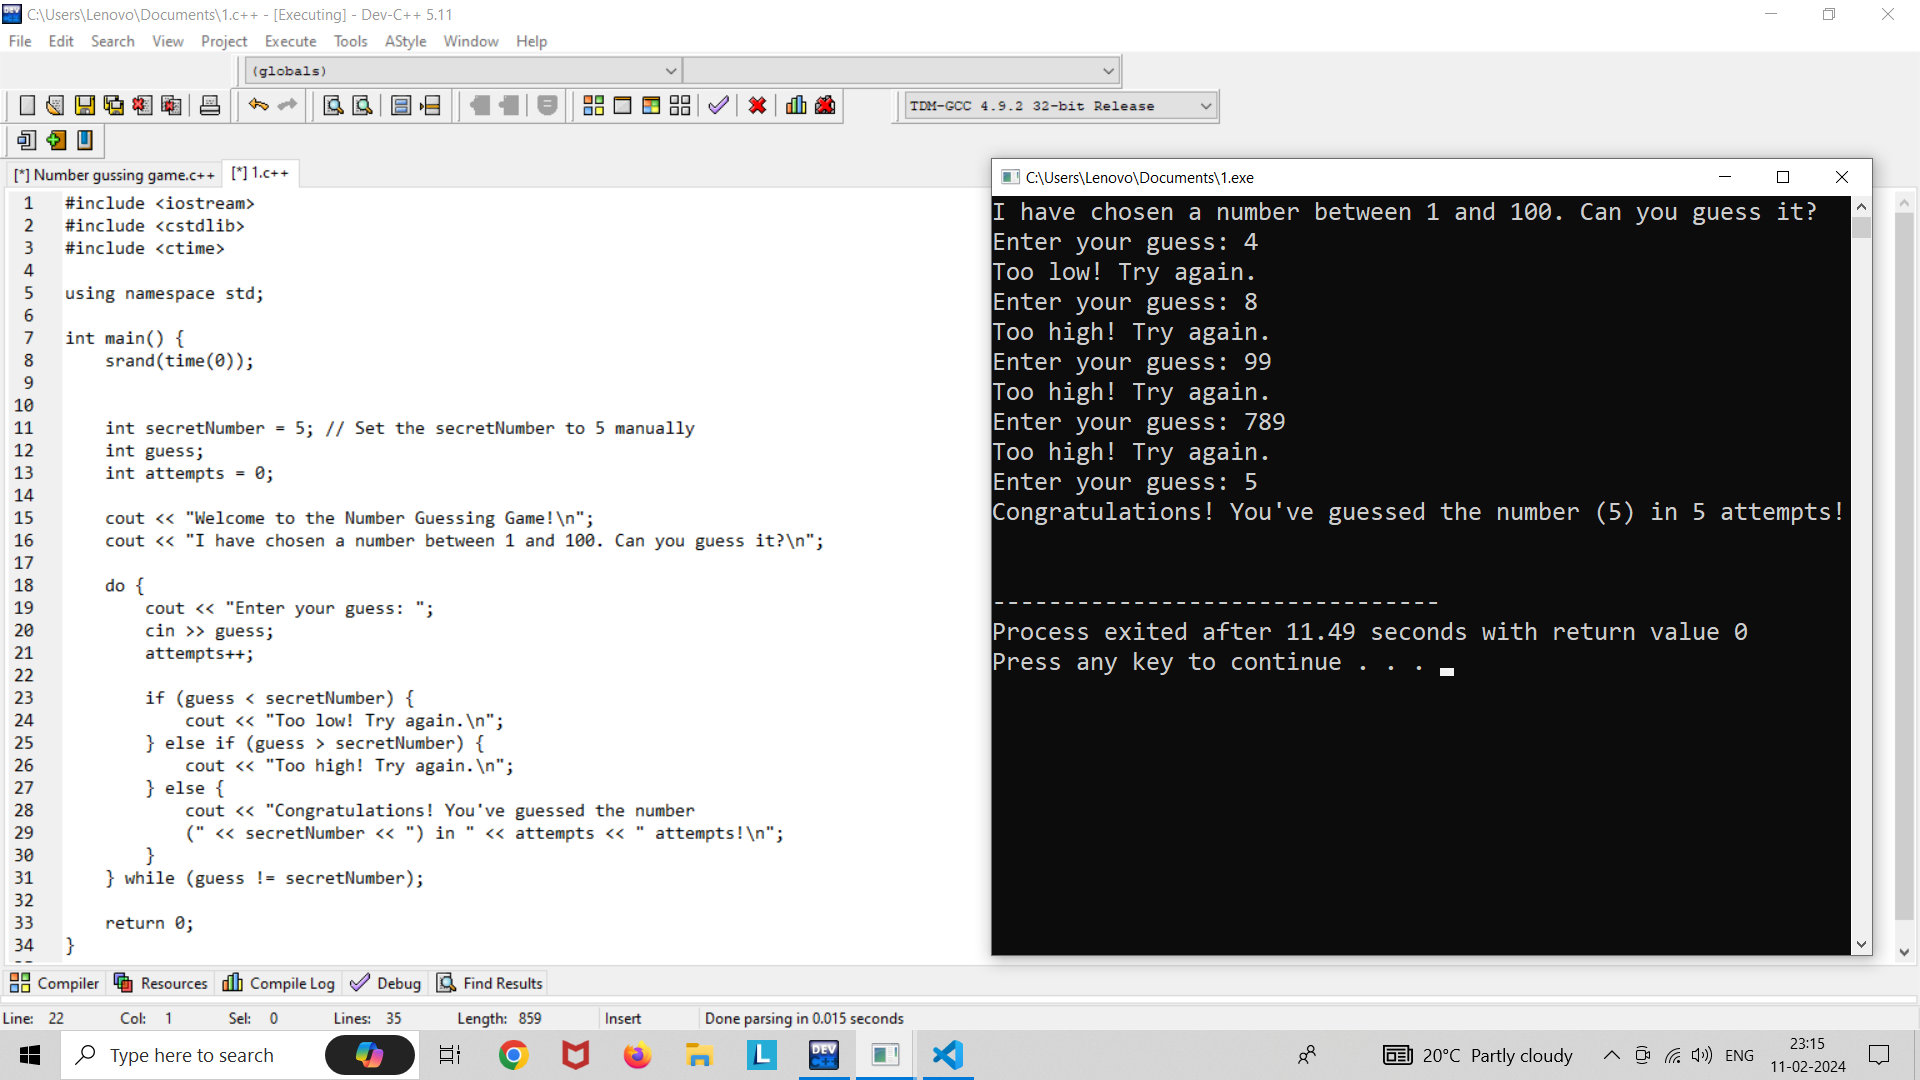 C:\Users\Lenovo\Documents\1.c++ - [Executing] - Dev-C++ 5.11
File Edit Search View Project Execute Tools AStyle Window Help
(globals)
TDM-GCC 4.9.2 32-bit Release
[*] Number gussing game.c++ [*] 1.c++
1 #include <iostream>
2 #include <cstdlib>
3 #include <ctime>
4
5 using namespace std;
6
7 int main() {
8 srand(time(0));
9
10
11 int secretNumber = 5; // Set the secretNumber to 5 manually
12 int guess;
13 int attempts = 0;
14
15 cout << "Welcome to the Number Guessing Game!\n";
16 cout << "I have chosen a number between 1 and 100. Can you guess it?\n";
17
18 do {
19 cout << "Enter your guess: ";
20 cin >> guess;
21 attempts++;
22
23 if (guess < secretNumber) {
24 cout << "Too low! Try again.\n";
25 } else if (guess > secretNumber) {
26 cout << "Too high! Try again.\n";
27 } else {
28 cout << "Congratulations! You've guessed the number
29 (" << secretNumber << ") in " << attempts << " attempts!\n";
30 }
31 } while (guess != secretNumber);
32
33 return 0;
34 }
C:\Users\Lenovo\Documents\1.exe
I have chosen a number between 1 and 100. Can you guess it?
Enter your guess: 4
Too low! Try again.
Enter your guess: 8
Too high! Try again.
Enter your guess: 99
Too high! Try again.
Enter your guess: 789
Too high! Try again.
Enter your guess: 5
Congratulations! You've guessed the number (5) in 5 attempts!
--------------------------------
Process exited after 11.49 seconds with return value 0
Press any key to continue . . .
Compiler Resources Compile Log Debug Find Results
Line: 22 Col: 1 Sel: 0 Lines: 35 Length: 859 Insert Done parsing in 0.015 seconds
Type here to search
L
DEV C++
20°C Partly cloudy
ENG
23:15
11-02-2024